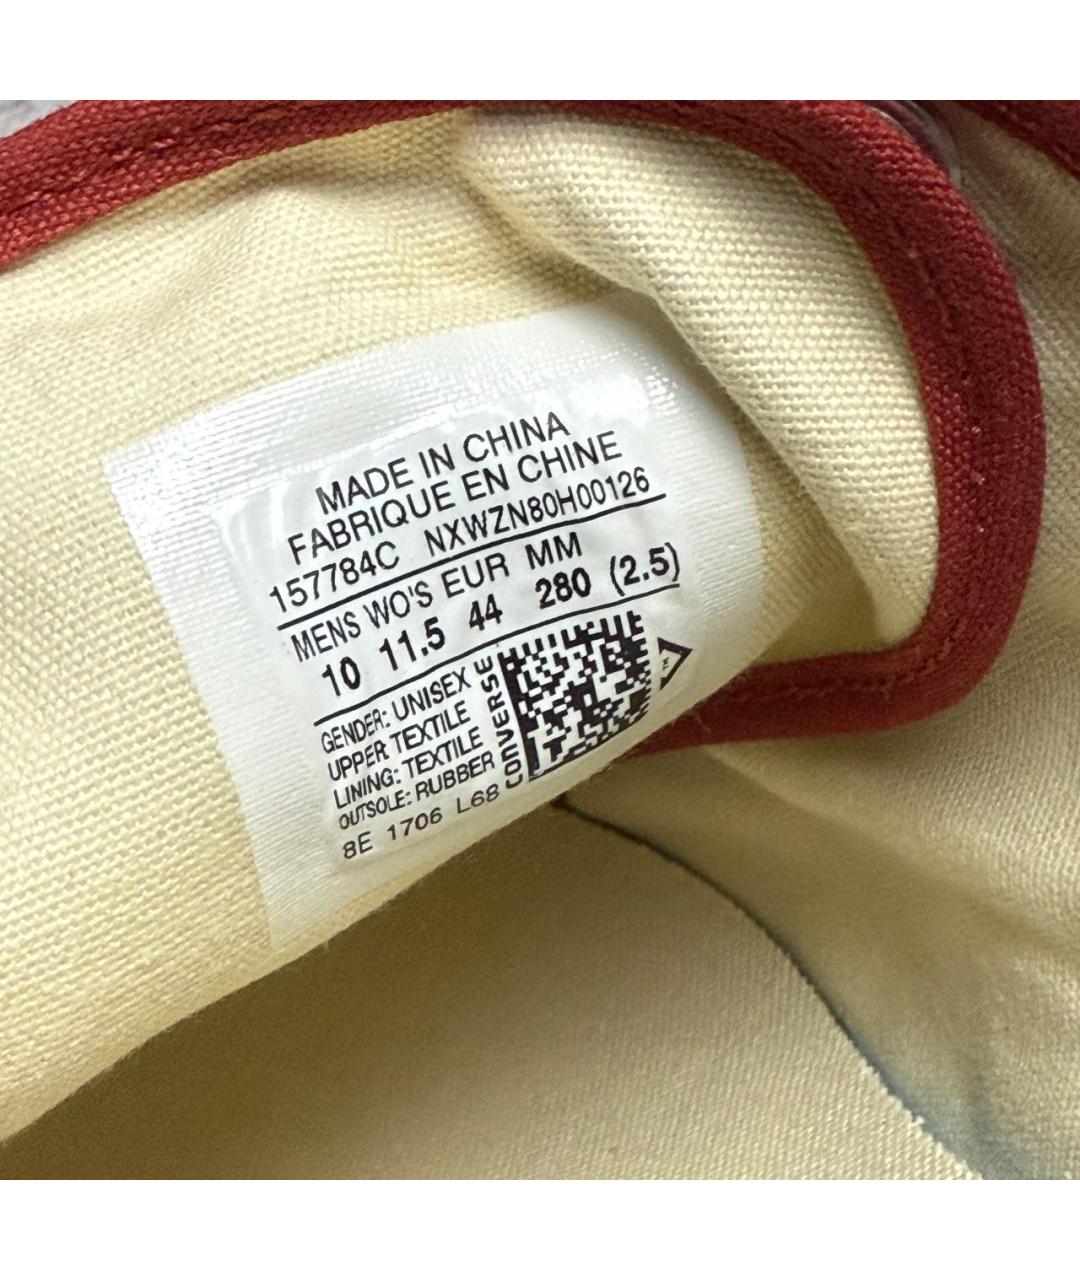 MADE IN CHINA
FABRIQUE EN CHINE
157784C NXWZN80H00126
MENS WO'S EUR MM
10 11.5 44 280 (2.5)
GENDER: UNISEX
UPPER TEXTILE
LINING: TEXTILE
OUTSOLE: RUBBER
8E 1706 L68
CONVERSE
TM